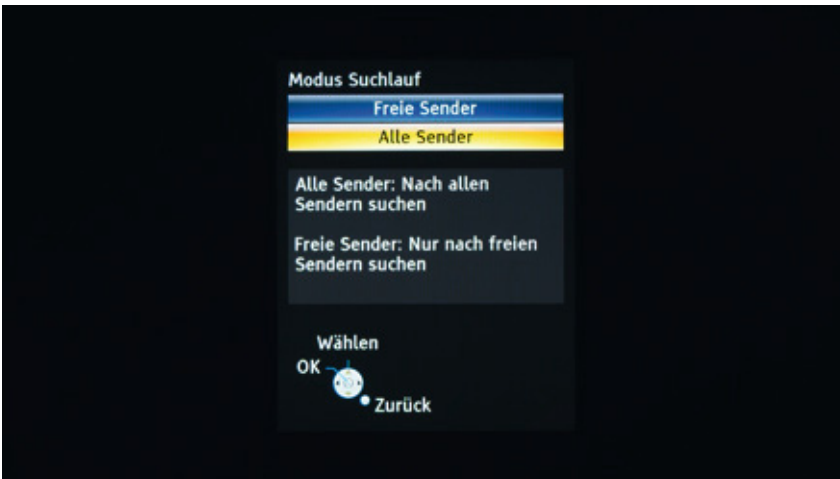 Modus Suchlauf
Freie Sender
Alle Sender
Alle Sender: Nach allen
Sendern suchen
Freie Sender: Nur nach freien
Sendern suchen
Wählen
OK
Zurück